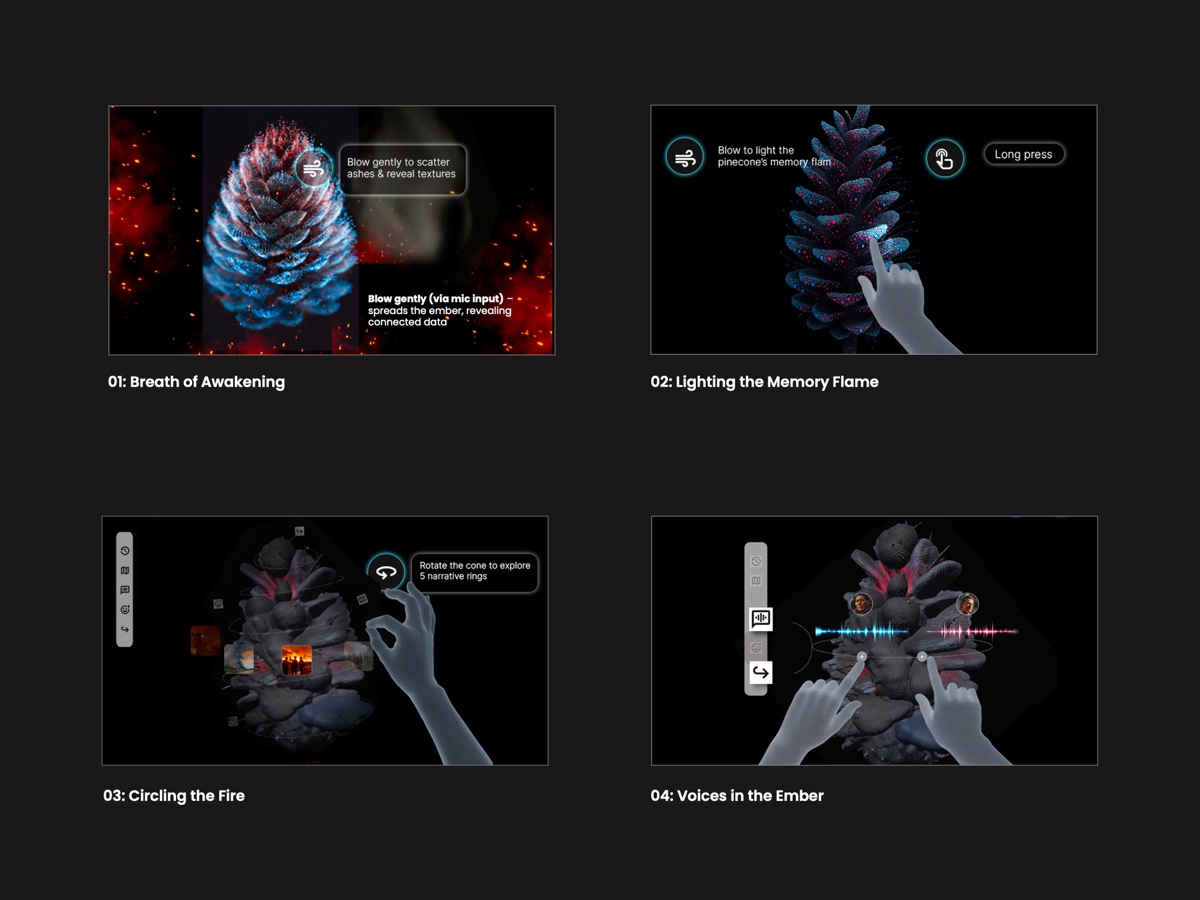 Blow gently to scatter
ashes & reveal textures
Blow gently (via mic input) –
spreads the ember, revealing
connected data
01: Breath of Awakening
Blow to light the
pinecone's memory flam
Long press
02: Lighting the Memory Flame
Rotate the cone to explore
5 narrative rings
03: Circling the Fire
04: Voices in the Ember